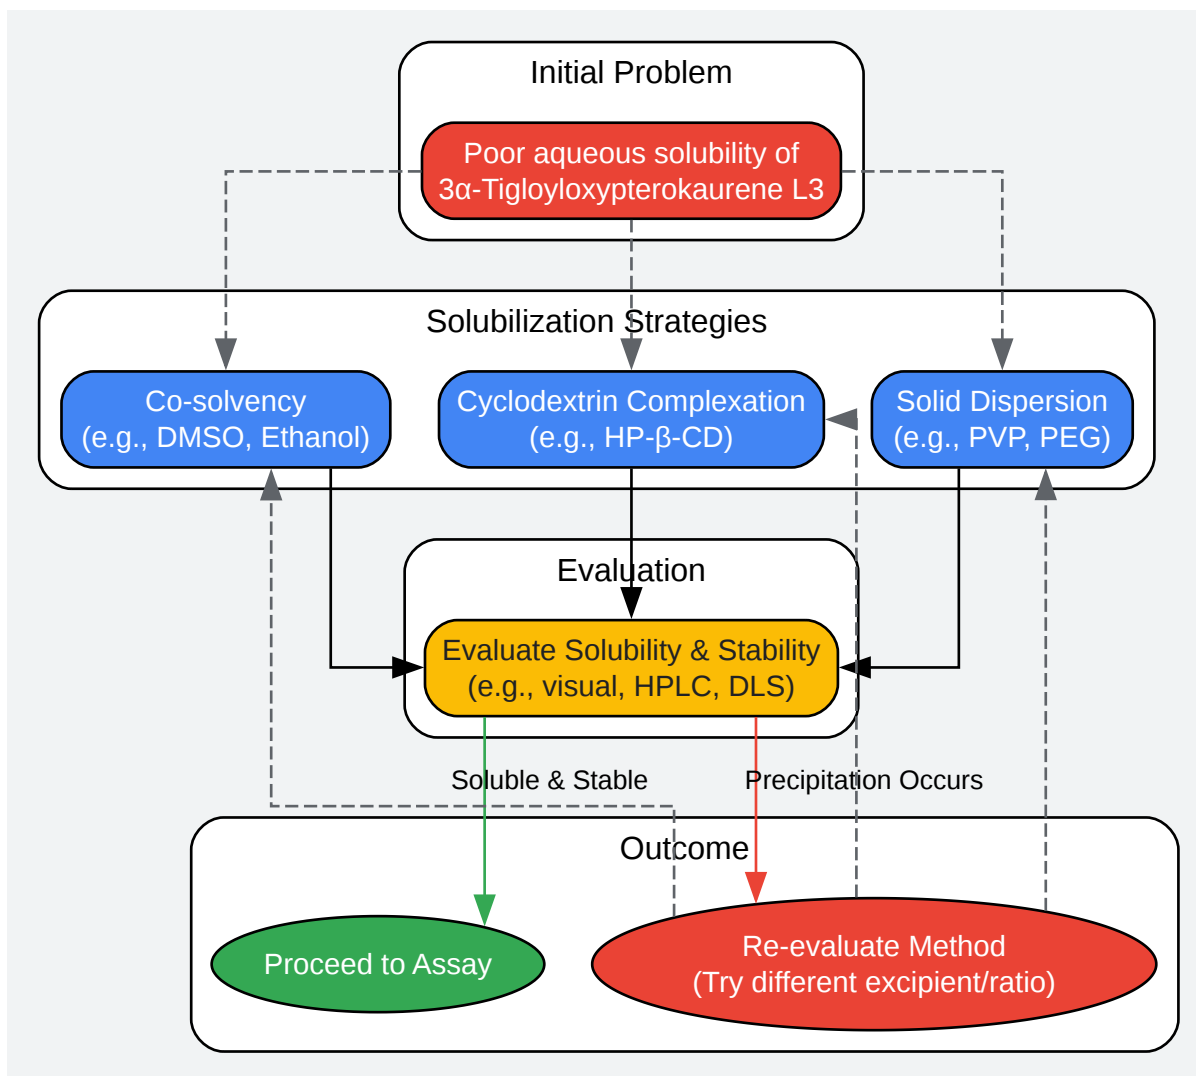 Initial Problem
Poor aqueous solubility of
3α-Tigloyloxypterokaurene L3
Solubilization Strategies
Co-solvency
(e.g., DMSO, Ethanol)
Cyclodextrin Complexation
(e.g., HP-β-CD)
Solid Dispersion
(e.g., PVP, PEG)
Evaluation
Evaluate Solubility & Stability
(e.g., visual, HPLC, DLS)
Soluble & Stable
Precipitation Occurs
Outcome
Proceed to Assay
Re-evaluate Method
(Try different excipient/ratio)